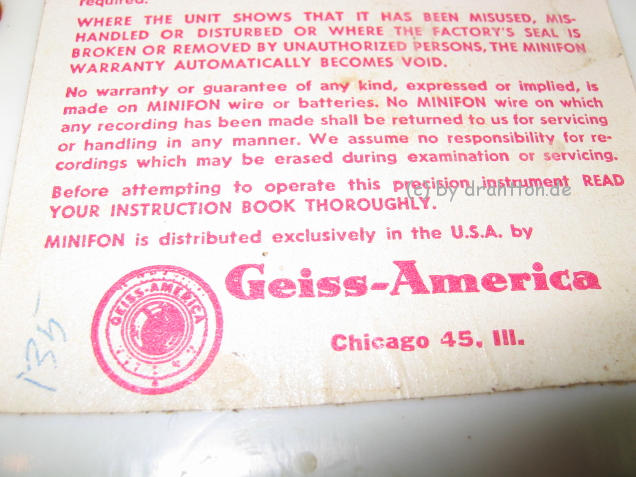 required.
WHERE THE UNIT SHOWS THAT IT HAS BEEN MISUSED, MIS-
HANDLED OR DISTURBED OR WHERE THE FACTORY'S SEAL IS
BROKEN OR REMOVED BY UNAUTHORIZED PERSONS, THE MINIFON
WARRANTY AUTOMATICALLY BECOMES VOID.
No warranty or guarantee of any kind, expressed or implied, is
made on MINIFON wire or batteries. No MINIFON wire on which
any recording has been made shall be returned to us for servicing
or handling in any manner. We assume no responsibility for re-
cordings which may be erased during examination or servicing.
Before attempting to operate this precision instrument READ
YOUR INSTRUCTION BOOK THOROUGHLY.
(c) by drahtton.de
MINIFON is distributed exclusively in the U.S.A. by
Geiss-America
GEISS-AMERICA
Chicago 45, Ill.